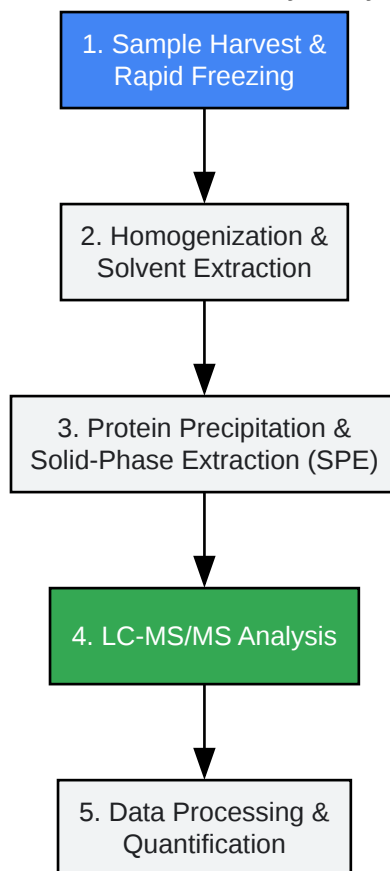 1. Sample Harvest &
Rapid Freezing
2. Homogenization &
Solvent Extraction
3. Protein Precipitation &
Solid-Phase Extraction (SPE)
4. LC-MS/MS Analysis
5. Data Processing &
Quantification